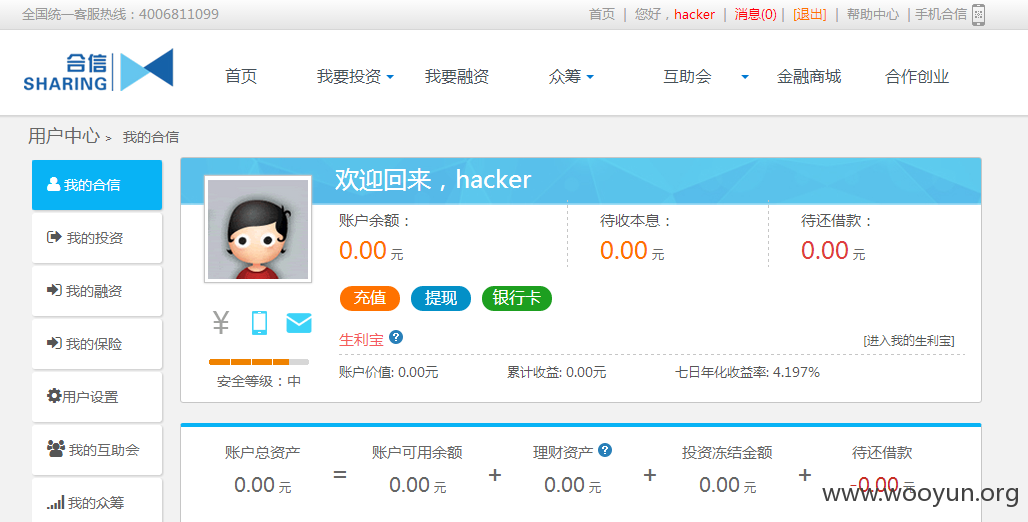 全国统一客服热线：4006811099 首页 | 您好，hacker | 消息(0) | [退出] | 帮助中心 | 手机合信
合信
SHARING
首页 我要投资 我要融资 众筹 互助会 金融商城 合作创业
用户中心 > 我的合信
我的合信
我的投资
我的融资
我的保险
用户设置
我的互助会
我的众筹
欢迎回来，hacker
账户余额： 待收本息： 待还借款：
0.00 元 0.00 元 0.00 元
充值 提现 银行卡
生利宝 ? [进入我的生利宝]
账户价值: 0.00元 累计收益: 0.00元 七日年化收益率: 4.197%
¥
安全等级：中
账户总资产 账户可用余额 理财资产 ? 投资冻结金额 待还借款
0.00 元 = 0.00 元 + 0.00 元 + 0.00 元 + -0.00 元
www.wooyun.org